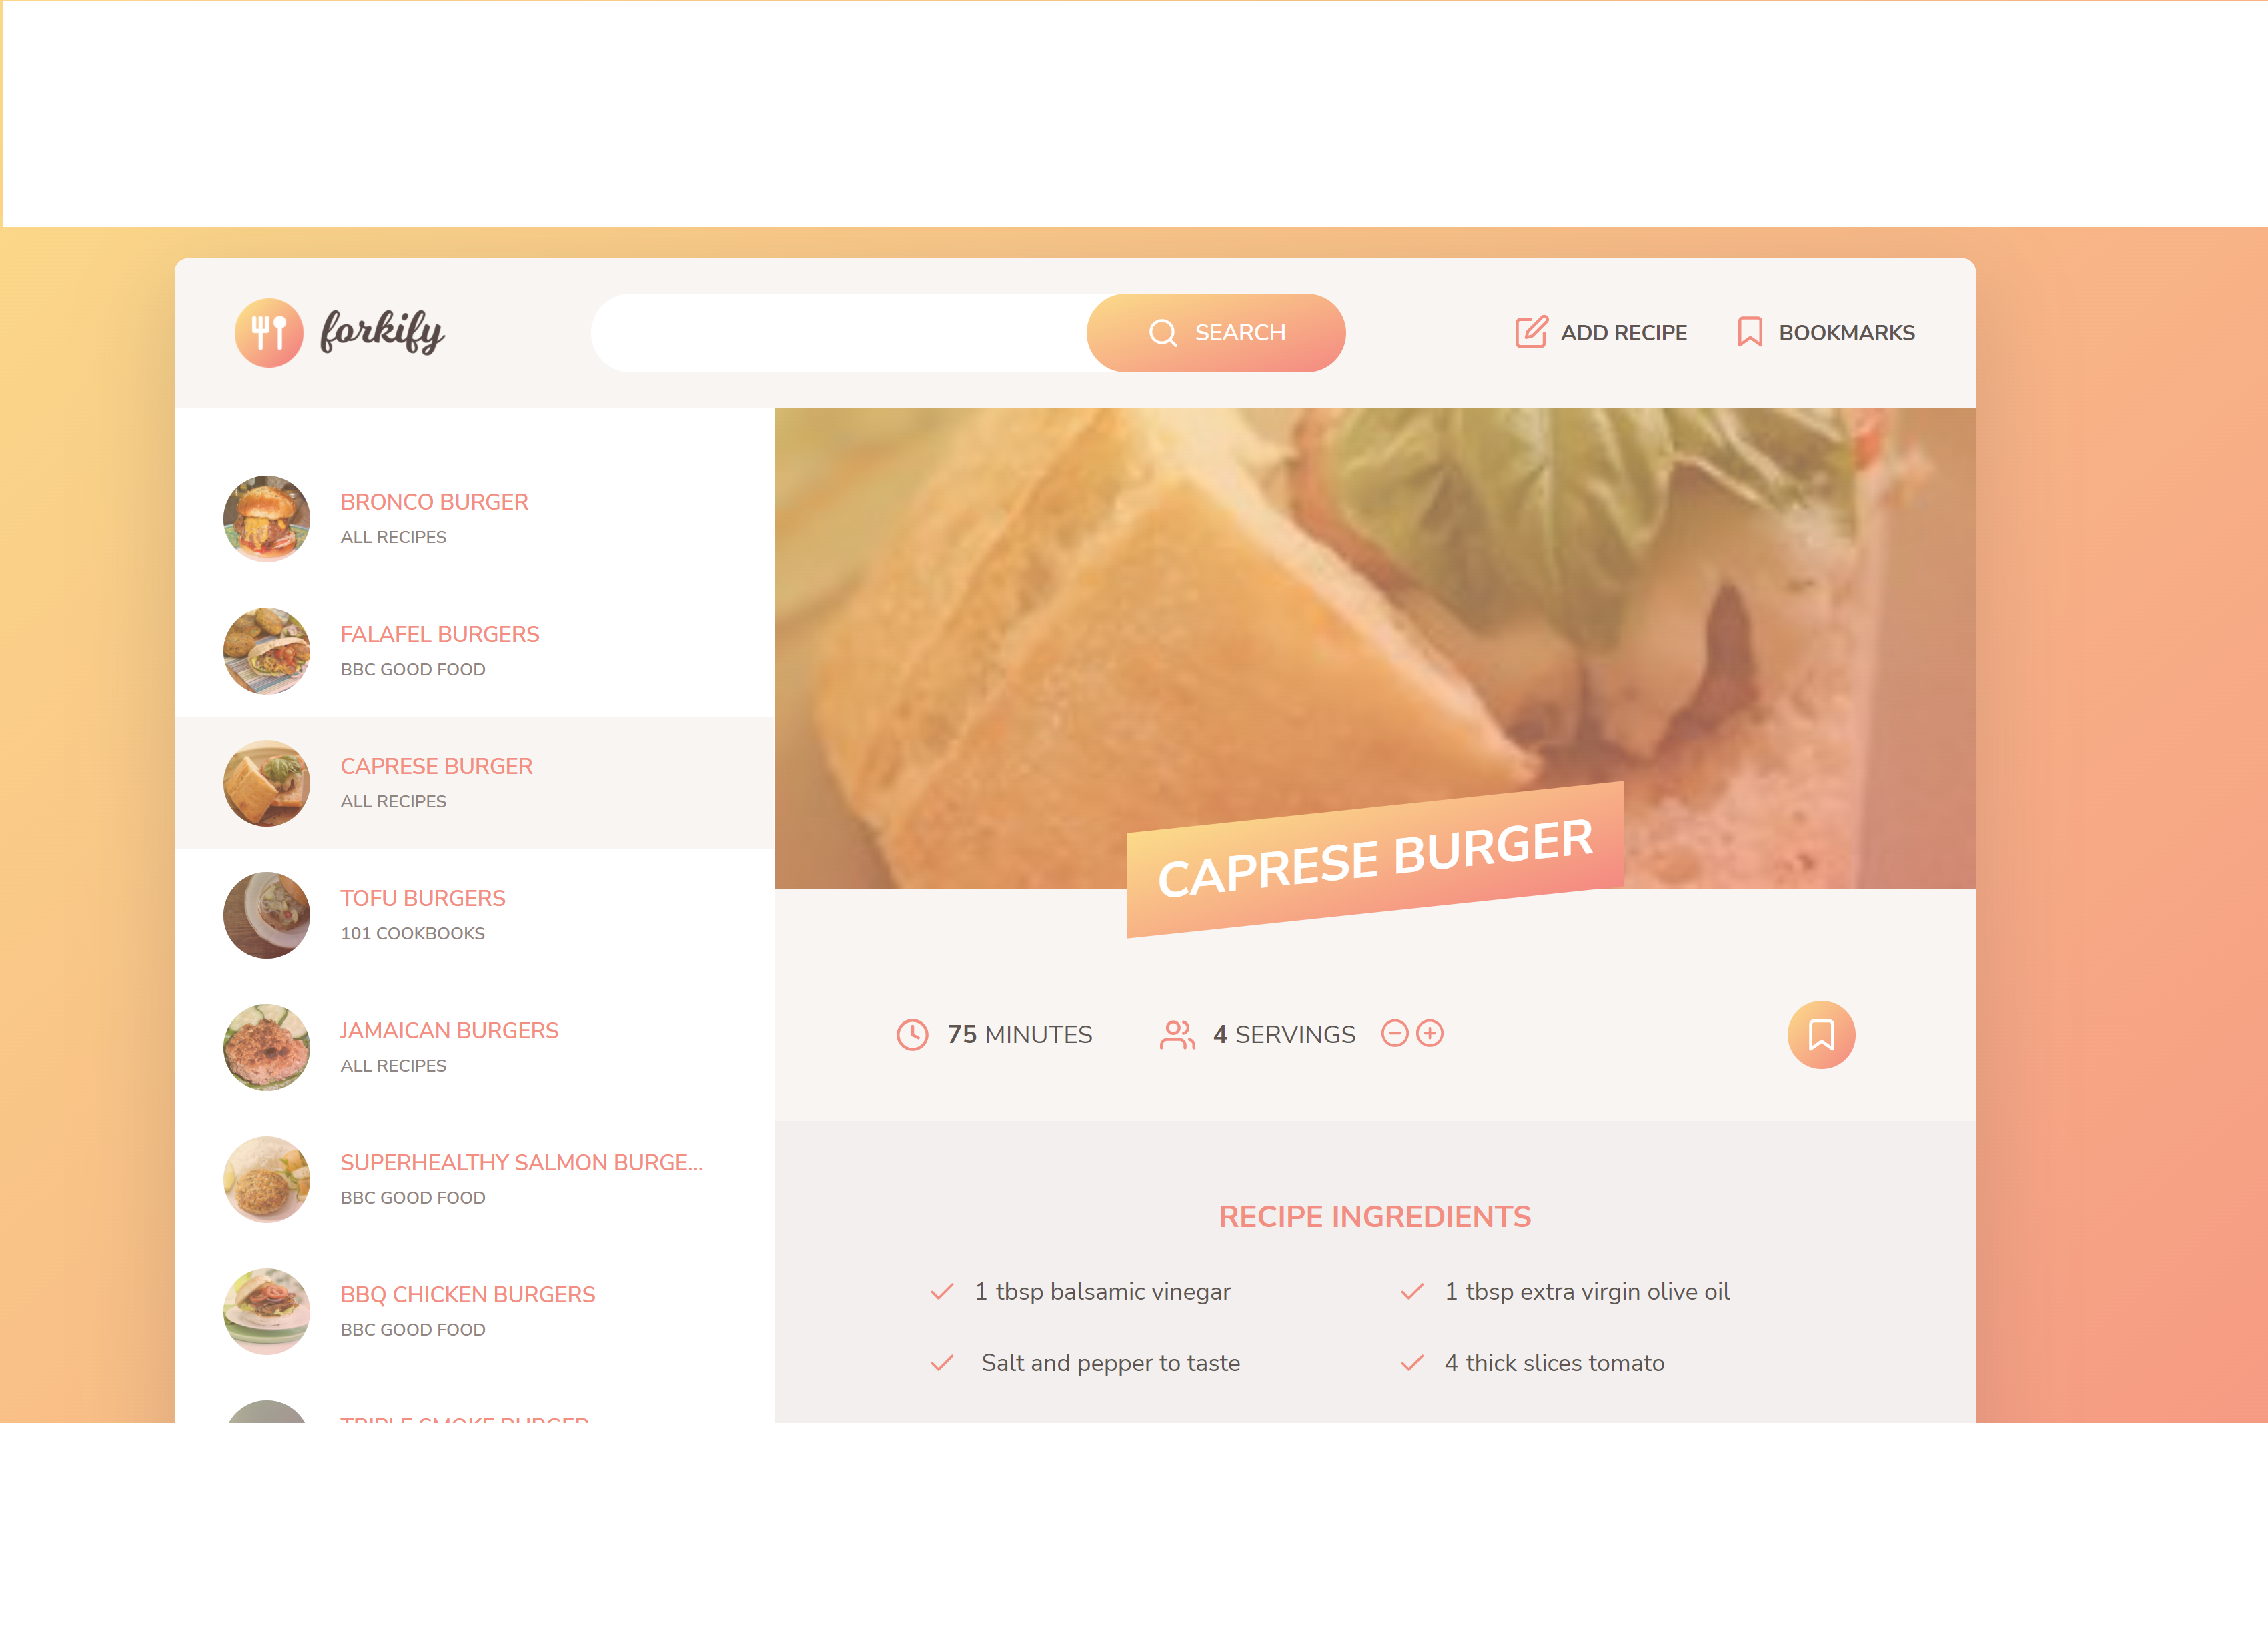 forkify
SEARCH
ADD RECIPE
BOOKMARKS
BRONCO BURGER
ALL RECIPES
FALAFEL BURGERS
BBC GOOD FOOD
CAPRESE BURGER
ALL RECIPES
TOFU BURGERS
101 COOKBOOKS
JAMAICAN BURGERS
ALL RECIPES
SUPERHEALTHY SALMON BURGE...
BBC GOOD FOOD
BBQ CHICKEN BURGERS
BBC GOOD FOOD
TRIPLE SMOKE BURGER
CAPRESE BURGER
75 MINUTES
4 SERVINGS
RECIPE INGREDIENTS
1 tbsp balsamic vinegar
1 tbsp extra virgin olive oil
Salt and pepper to taste
4 thick slices tomato